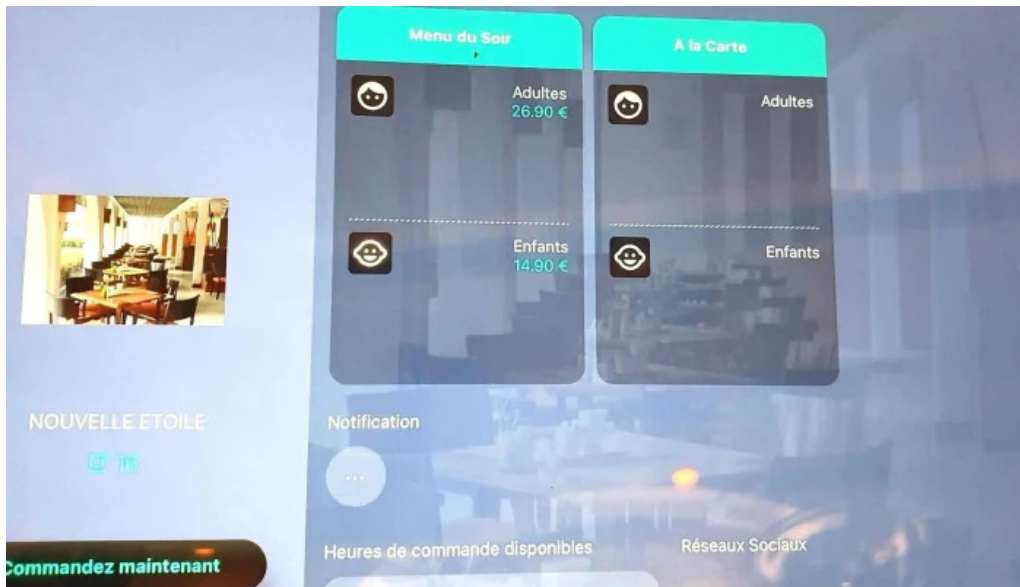 Menu du Soir
Adultes
26.90 €
Enfants
14.90 €
A la Carte
Adultes
Enfants
NOUVELLE ETOILE
Notification
Commandez maintenant
Heures de commande disponibles
Réseaux Sociaux